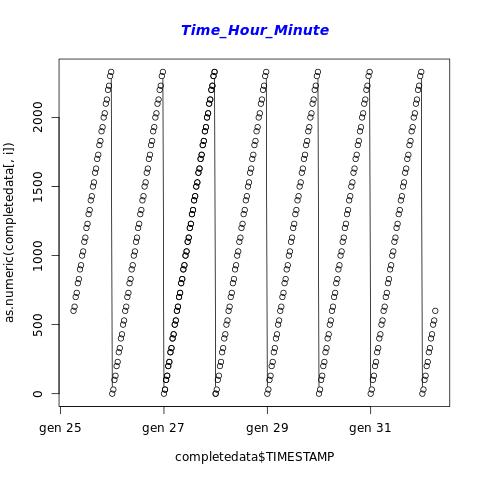 Time_Hour_Minute
as.numeric(completedata[, i])
2000
1500
1000
500
0
gen 25
gen 27
gen 29
gen 31
completedata$TIMESTAMP